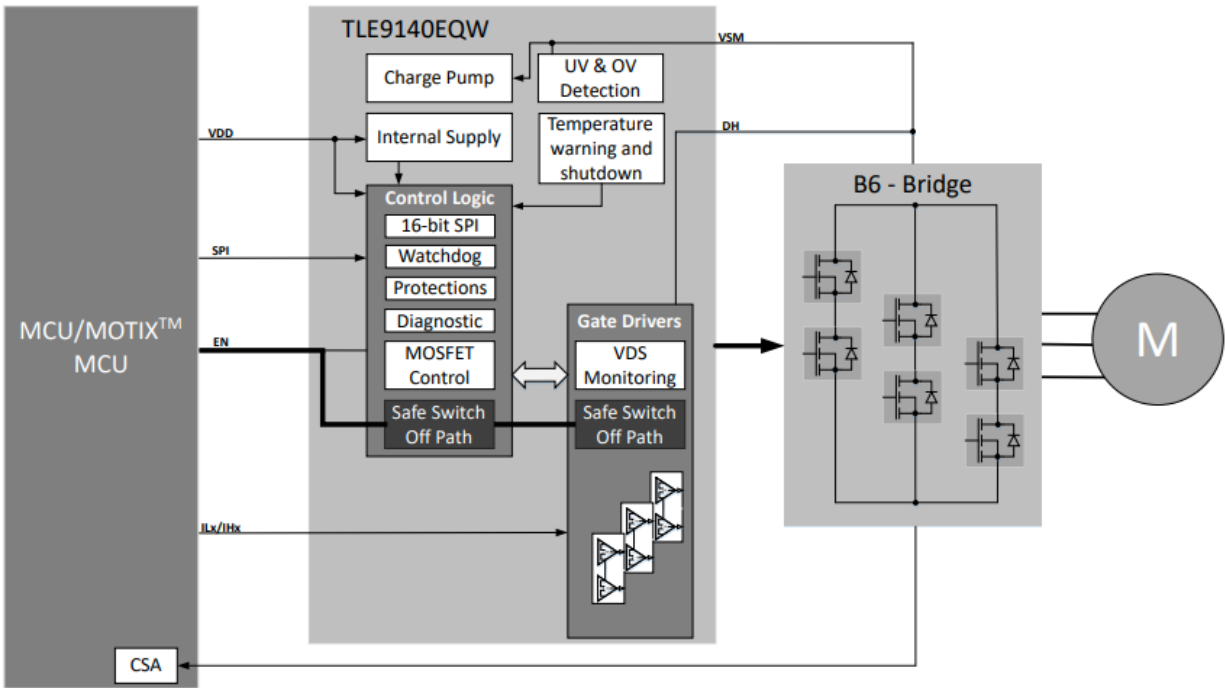 TLE9140EQW
VSM
Charge Pump
UV & OV
Detection
VDD
Internal Supply
Temperature
warning and
shutdown
DH
B6 - Bridge
Control Logic
16-bit SPI
SPI
Watchdog
Protections
Diagnostic
Gate Drivers
MCU/MOTIX™
MCU
EN
MOSFET
Control
VDS
Monitoring
M
Safe Switch
Off Path
Safe Switch
Off Path
ILx/IHx
CSA